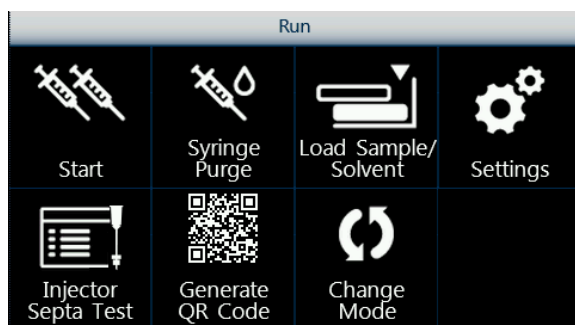 Run
Start
Syringe
Purge
Load Sample/
Solvent
Settings
Injector
Septa Test
Generate
QR Code
Change
Mode